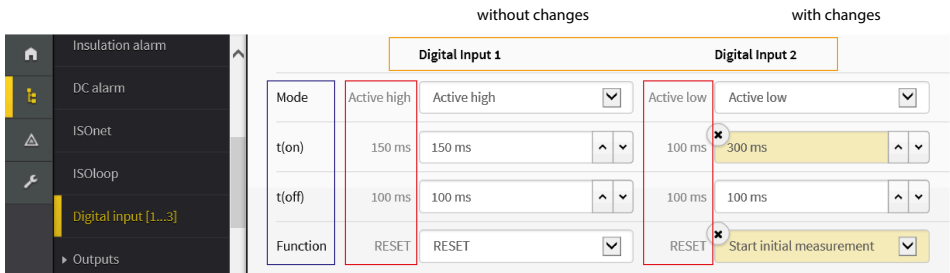 without changes with changes
Insulation alarm
DC alarm
ISOnet
ISOloop
Digital input [1...3]
Outputs
Digital Input 1 Digital Input 2
Mode Active high Active high Active low Active low
t(on) 150 ms 150 ms 100 ms 300 ms
t(off) 100 ms 100 ms 100 ms 100 ms
Function RESET RESET RESET Start initial measurement